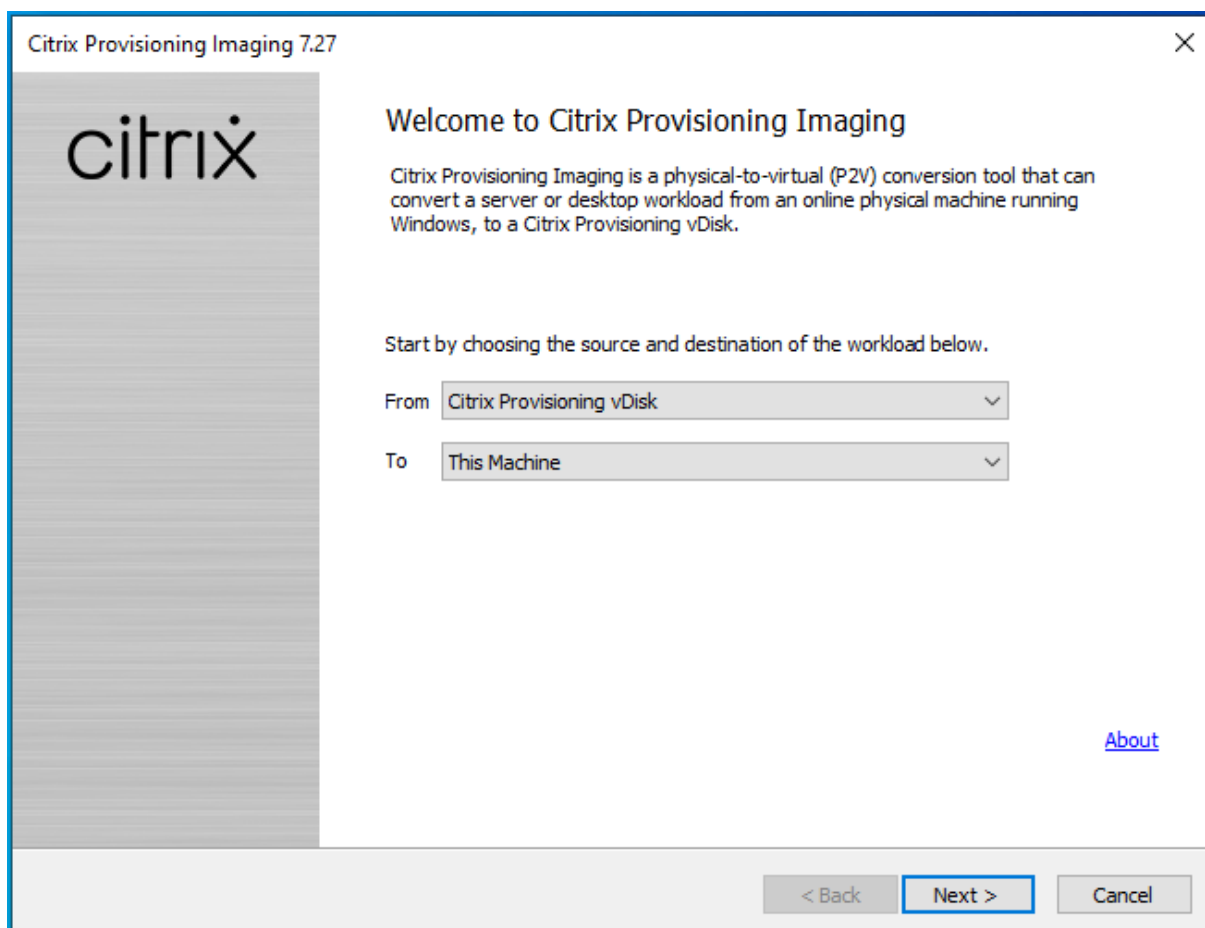 Citrix Provisioning Imaging 7.27
citrix
Welcome to Citrix Provisioning Imaging
Citrix Provisioning Imaging is a physical-to-virtual (P2V) conversion tool that can
convert a server or desktop workload from an online physical machine running
Windows, to a Citrix Provisioning vDisk.
Start by choosing the source and destination of the workload below.
From Citrix Provisioning vDisk
To This Machine
About
< Back Next > Cancel